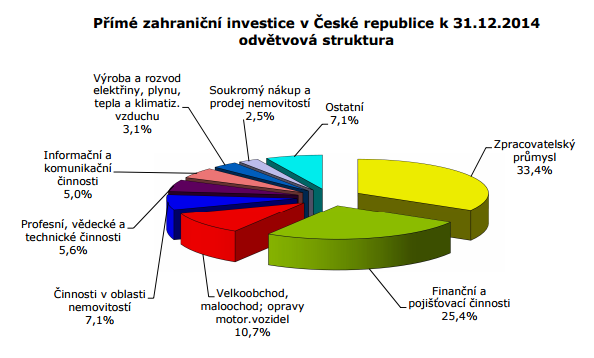 Přímé zahraniční investice v České republice k 31.12.2014
odvětvová struktura
Výroba a rozvod
elektřiny, plynu,
tepla a klimatiz.
vzduchu
3,1%
Soukromý nákup a
prodej nemovitostí
2,5%
Ostatní
7,1%
Zpracovatelský
průmysl
33,4%
Informační a
komunikační
činnosti
5,0%
Profesní, vědecké a
technické činnosti
5,6%
Činnosti v oblasti
nemovitostí
7,1%
Velkoobchod,
maloochod; opravy
motor.vozidel
10,7%
Finanční a
pojišťovací činnosti
25,4%